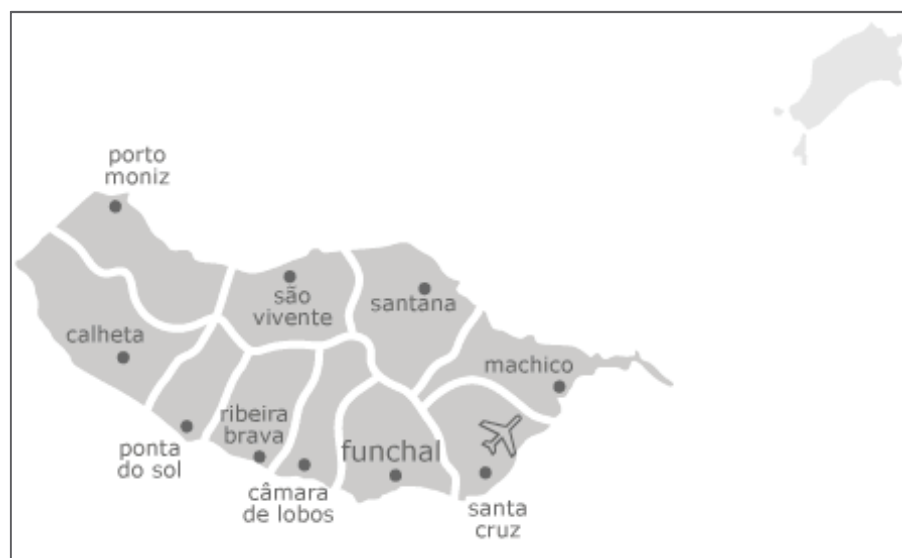 porto
moniz
são
vivente
santana
calheta
machico
ribeira
brava
funchal
ponta
do sol
câmara
de lobos
santa
cruz